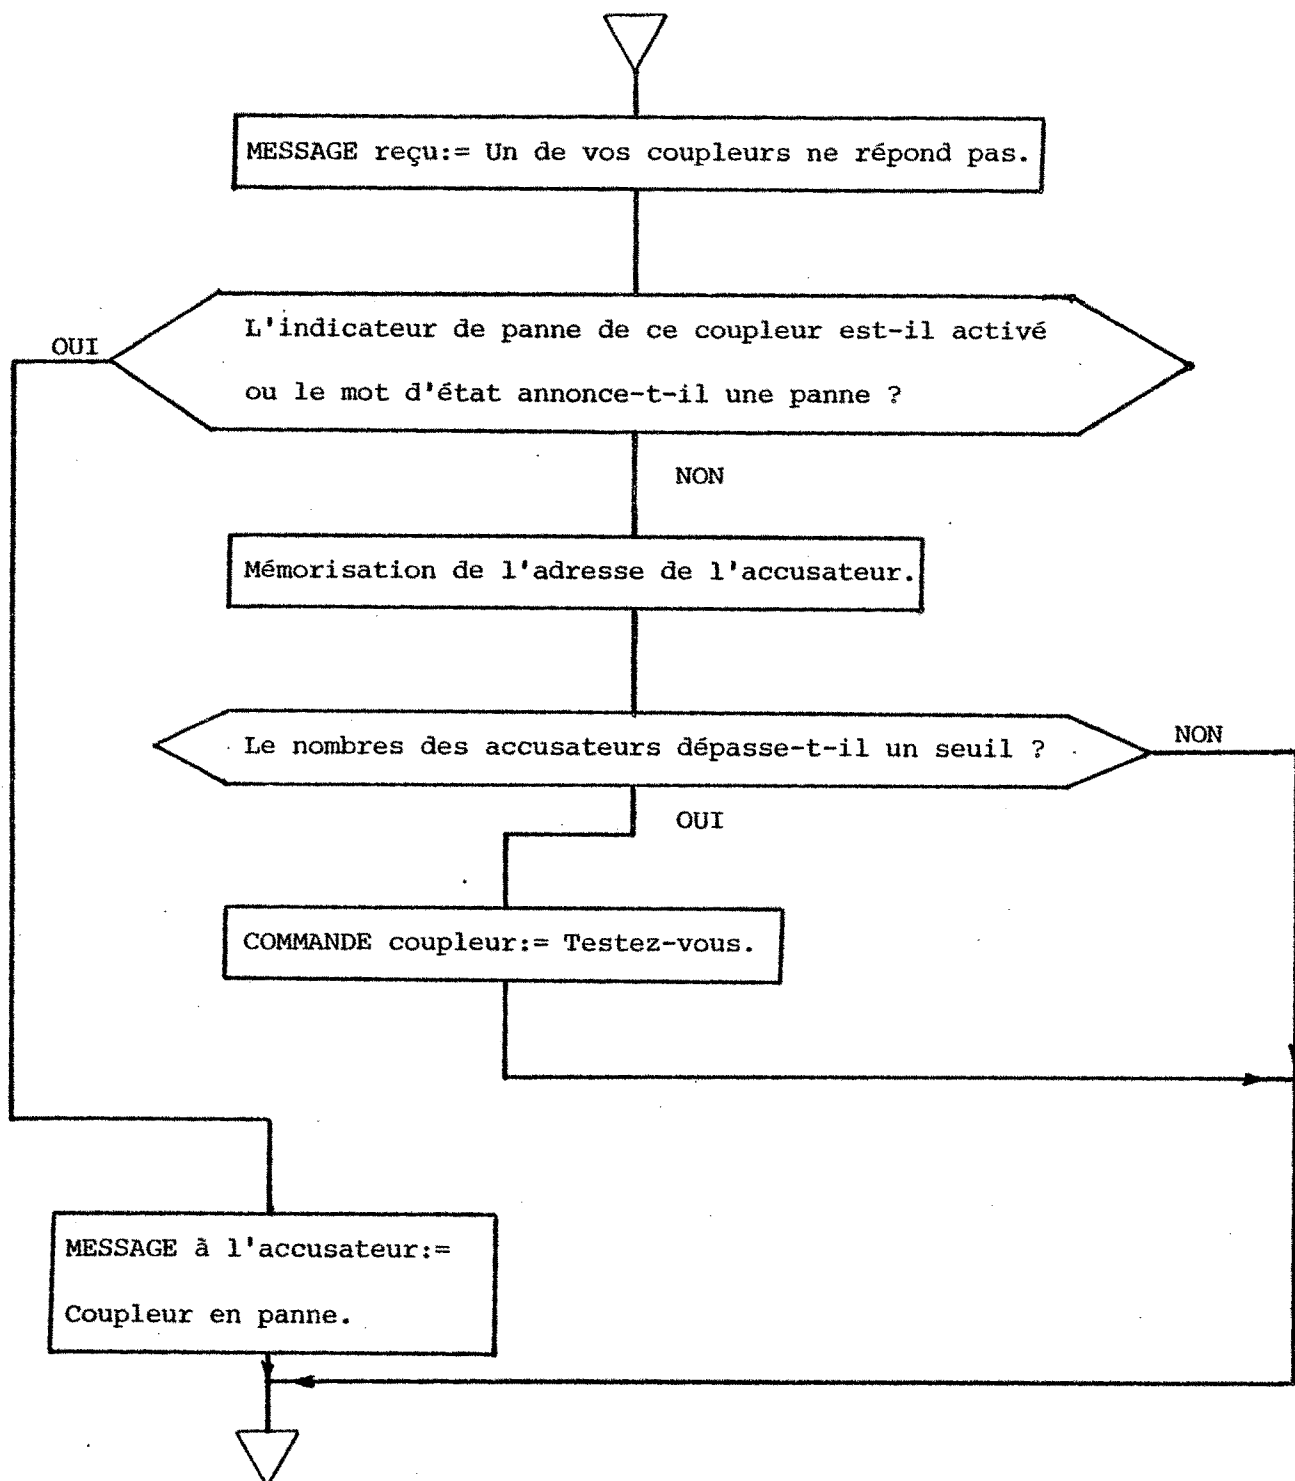 MESSAGE reçu:= Un de vos coupleurs ne répond pas.
L'indicateur de panne de ce coupleur est-il activé
OUI
ou le mot d'état annonce-t-il une panne ?
NON
Mémorisation de l'adresse de l'accusateur.
Le nombres des accusateurs dépasse-t-il un seuil ?
NON
OUI
COMMANDE coupleur:= Testez-vous.
MESSAGE à l'accusateur:=
Coupleur en panne.